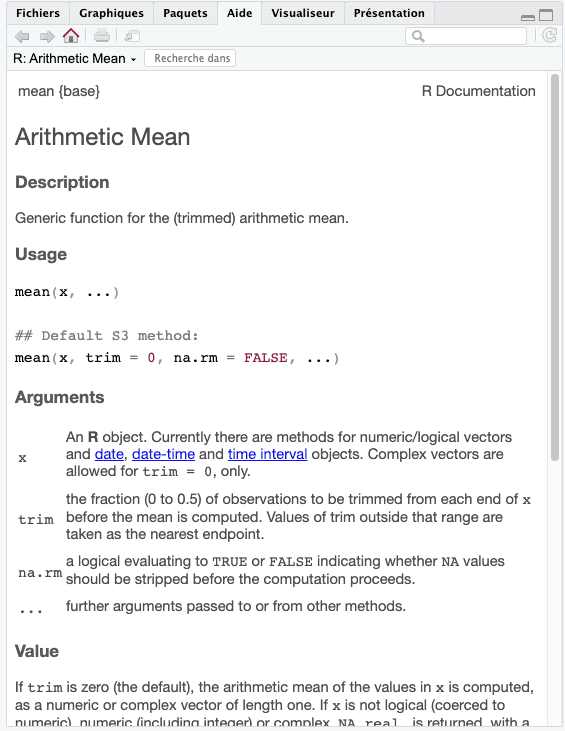 Fichiers Graphiques Paquets Aide Visualiseur Présentation
R: Arithmetic Mean Recherche dans
mean {base} R Documentation
Arithmetic Mean
Description
Generic function for the (trimmed) arithmetic mean.
Usage
mean(x, ...)
## Default S3 method:
mean(x, trim = 0, na.rm = FALSE, ...)
Arguments
An R object. Currently there are methods for numeric/logical vectors
x and date, date-time and time interval objects. Complex vectors are
allowed for trim = 0, only.
the fraction (0 to 0.5) of observations to be trimmed from each end of x
trim before the mean is computed. Values of trim outside that range are
taken as the nearest endpoint.
na.rm a logical evaluating to TRUE or FALSE indicating whether NA values
should be stripped before the computation proceeds.
... further arguments passed to or from other methods.
Value
If trim is zero (the default), the arithmetic mean of the values in x is computed,
as a numeric or complex vector of length one. If x is not logical (coerced to
numeric), numeric (including integer) or complex, NA_real_ is returned, with a